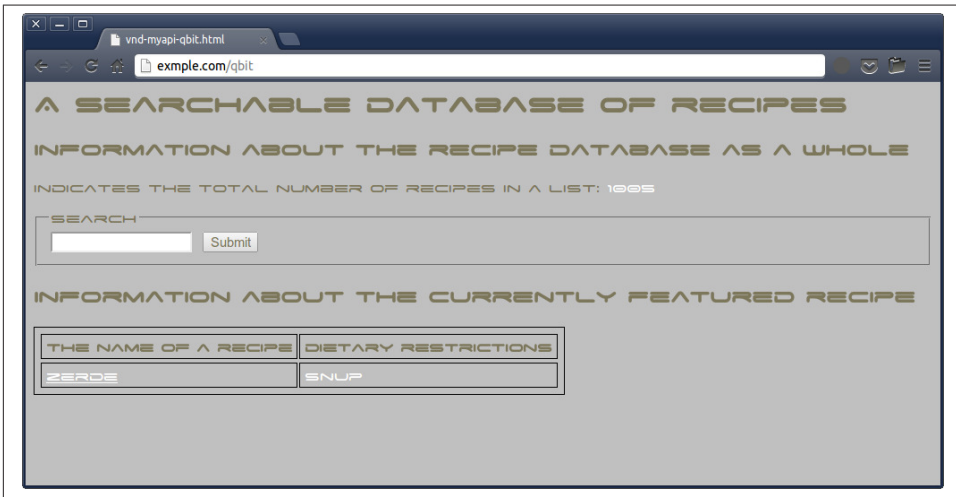 vnd-myapi-qbit.html
exmple.com/qbit
A SEARCHABLE DATABASE OF RECIPES
INFORMATION ABOUT THE RECIPE DATABASE AS A WHOLE
INDICATES THE TOTAL NUMBER OF RECIPES IN A LIST: 1005
SEARCH
Submit
INFORMATION ABOUT THE CURRENTLY FEATURED RECIPE
THE NAME OF A RECIPE DIETARY RESTRICTIONS
ZERDE SNUP